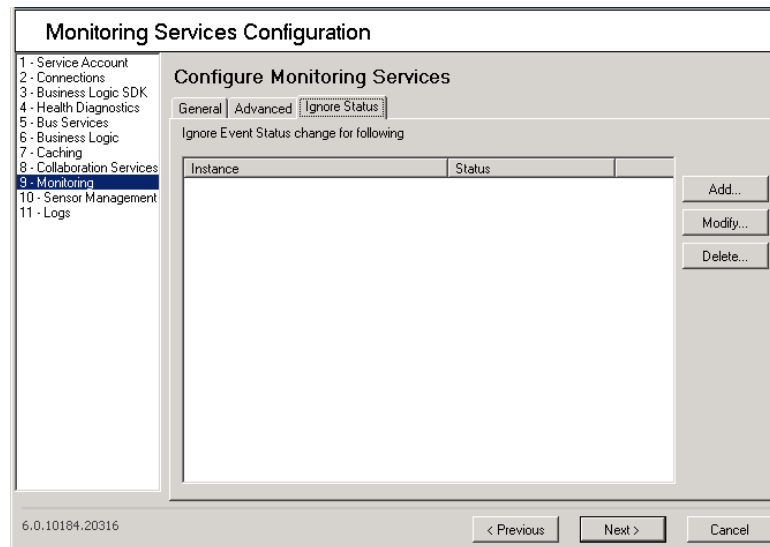 Monitoring Services Configuration
1 - Service Account
2 - Connections
3 - Business Logic SDK
4 - Health Diagnostics
5 - Bus Services
6 - Business Logic
7 - Caching
8 - Collaboration Services
9 - Monitoring
10 - Sensor Management
11 - Logs
Configure Monitoring Services
General Advanced Ignore Status
Ignore Event Status change for following
Instance Status
Add...
Modify...
Delete...
6.0.10184.20316
< Previous Next > Cancel